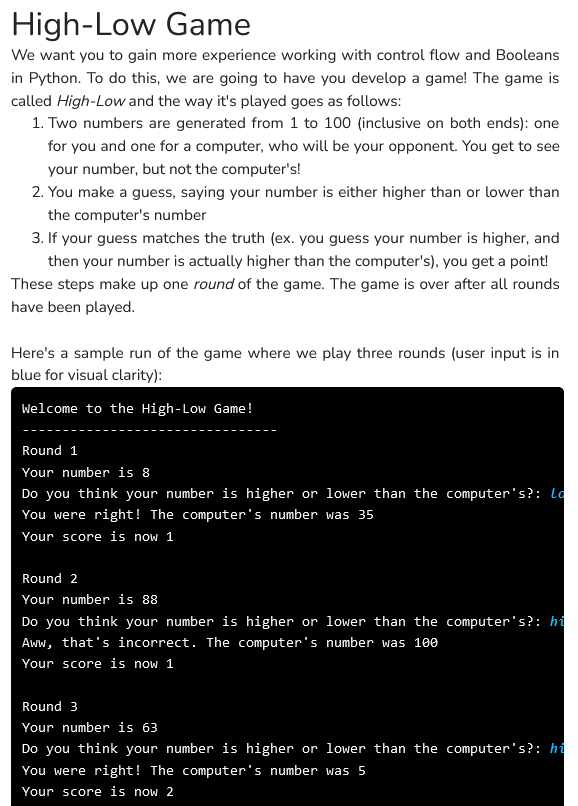 High-Low Game
We want you to gain more experience working with control flow and Booleans
in Python. To do this, we are going to have you develop a game! The game is
called High-Low and the way it's played goes as follows:
1. Two numbers are generated from 1 to 100 (inclusive on both ends): one
for you and one for a computer, who will be your opponent. You get to see
your number, but not the computer's!
2. You make a guess, saying your number is either higher than or lower than
the computer's number
3. If your guess matches the truth (ex. you guess your number is higher, and
then your number is actually higher than the computer's), you get a point!
These steps make up one round of the game. The game is over after all rounds
have been played.
Here's a sample run of the game where we play three rounds (user input is in
blue for visual clarity):
Welcome to the High-Low Game!
--------------------------------
Round 1
Your number is 8
Do you think your number is higher or lower than the computer's?:
You were right! The computer's number was 35
Your score is now 1
Round 2
Your number is 88
Do you think your number is higher or lower than the computer's?:
Aww, that's incorrect. The computer's number was 100
Your score is now 1
Round 3
Your number is 63
Do you think your number is higher or lower than the computer's?:
You were right! The computer's number was 5
Your score is now 2